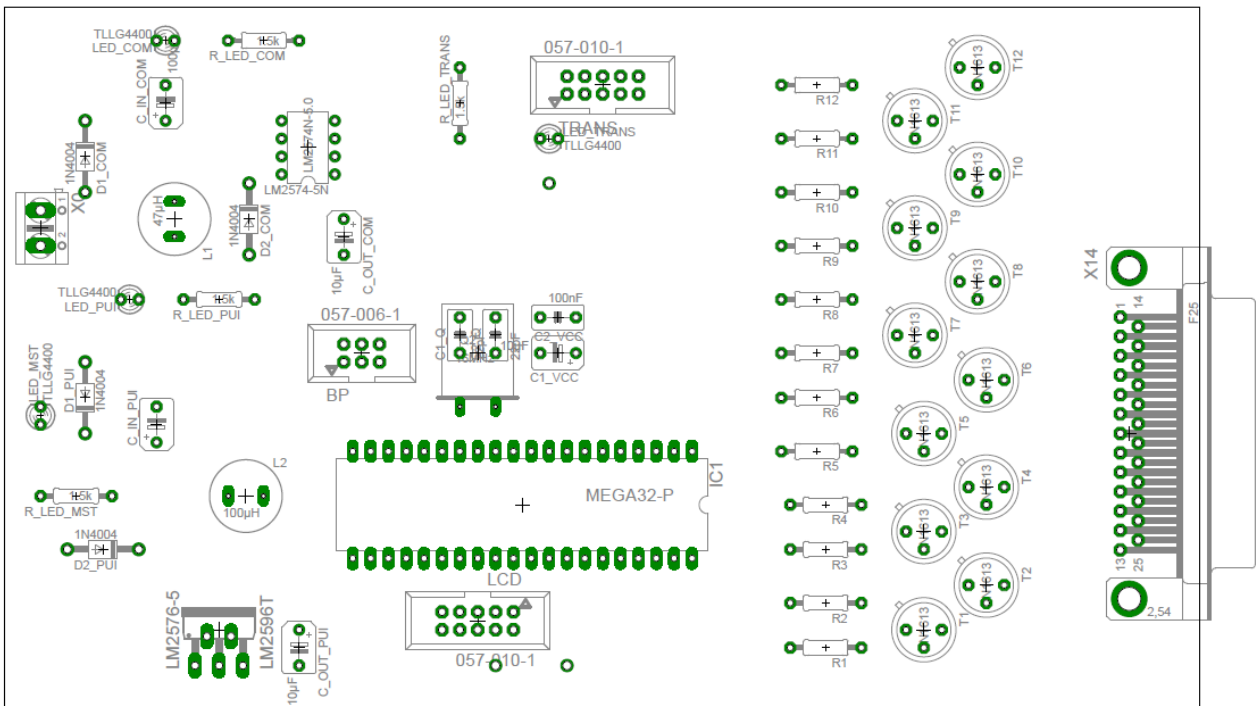 TLLG4400
LED_COM
100n
1.5k
R_LED_COM
C_IN_COM
1N4004
D1_COM
LM2574N-5.0
LM2574-5N
R_LED_TRANS
1.5k
057-010-1
TRANS
LED_TRANS
TLLG4400
X0
1
2
47µH
L1
1N4004
D2_COM
10µF
C_OUT_COM
TLLG4400
LED_PUI
1.5k
R_LED_PUI
057-006-1
BP
C1_Q
100nF
C2_VCC
C1_VCC
LED_MST
TLLG4400
D1_PUI
1N4004
C_IN_PUI
1.5k
R_LED_MST
1N4004
D2_PUI
L2
100µH
MEGA32-P
IC1
LCD
057-010-1
LM2576-5
LM2596T
10µF
C_OUT_PUI
R12
R11
R10
R9
R8
R7
R6
R5
R4
R3
R2
R1
T12
T11
T10
T9
T8
T7
T6
T5
T4
T3
T2
T1
X14
1
14
F25
13
25
2,54